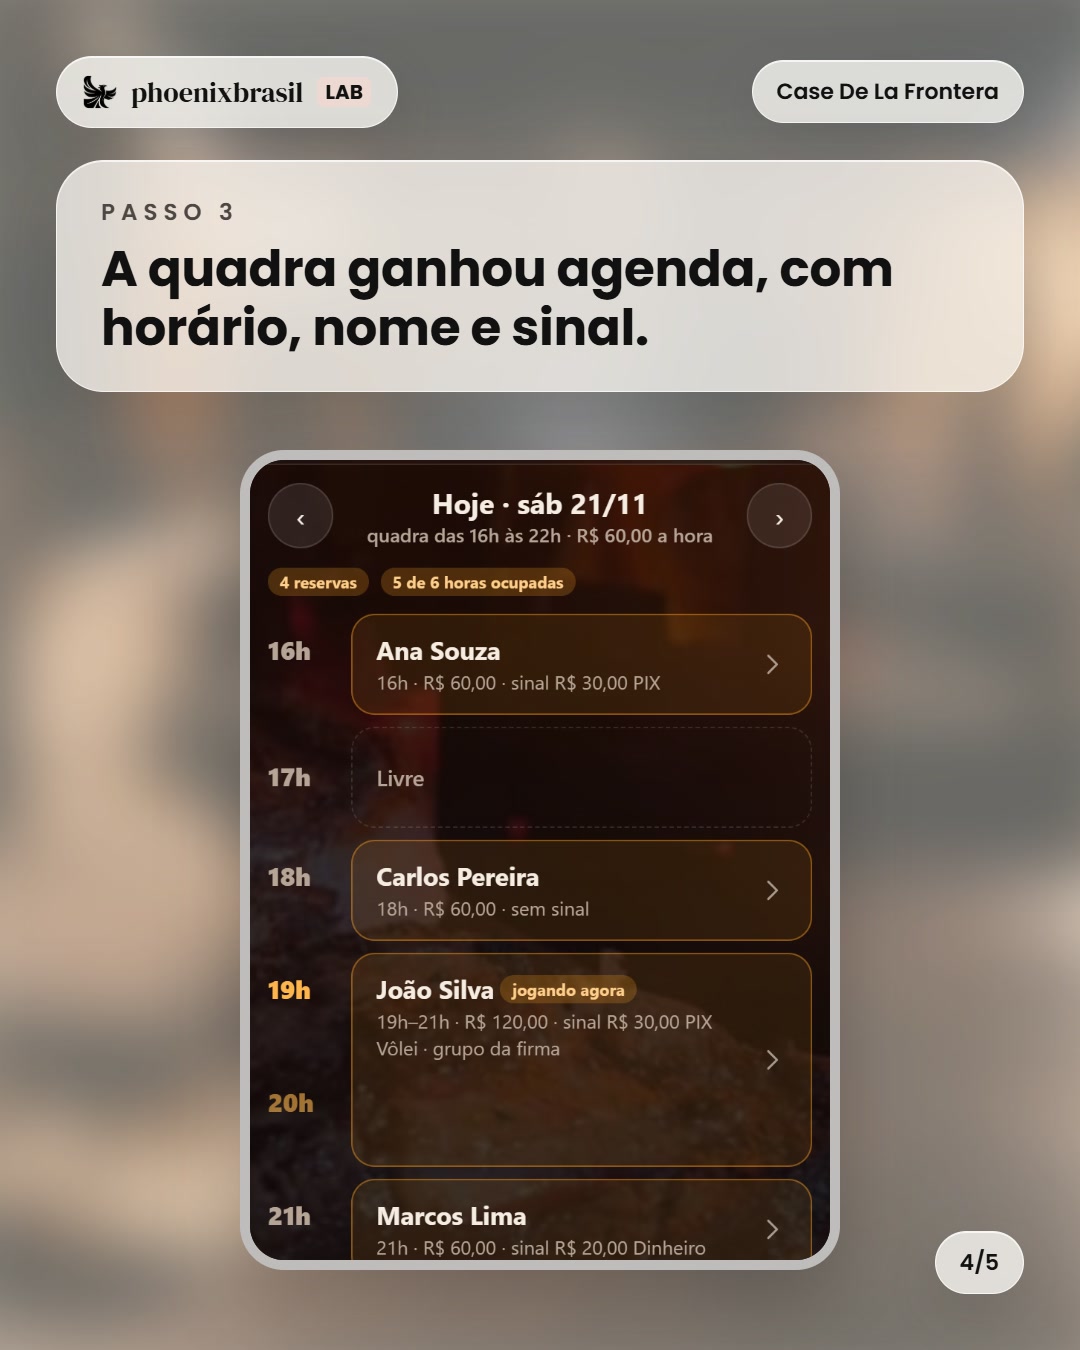 phoenixbrasil LAB
Case De La Frontera
PASSO 3
A quadra ganhou agenda, com
horário, nome e sinal.
‹
Hoje · sáb 21/11
›
quadra das 16h às 22h · R$ 60,00 a hora
4 reservas
5 de 6 horas ocupadas
16h
Ana Souza
16h · R$ 60,00 · sinal R$ 30,00 PIX
17h
Livre
18h
Carlos Pereira
18h · R$ 60,00 · sem sinal
19h
João Silva jogando agora
19h–21h · R$ 120,00 · sinal R$ 30,00 PIX
Vôlei · grupo da firma
20h
21h
Marcos Lima
21h · R$ 60,00 · sinal R$ 20,00 Dinheiro
4/5